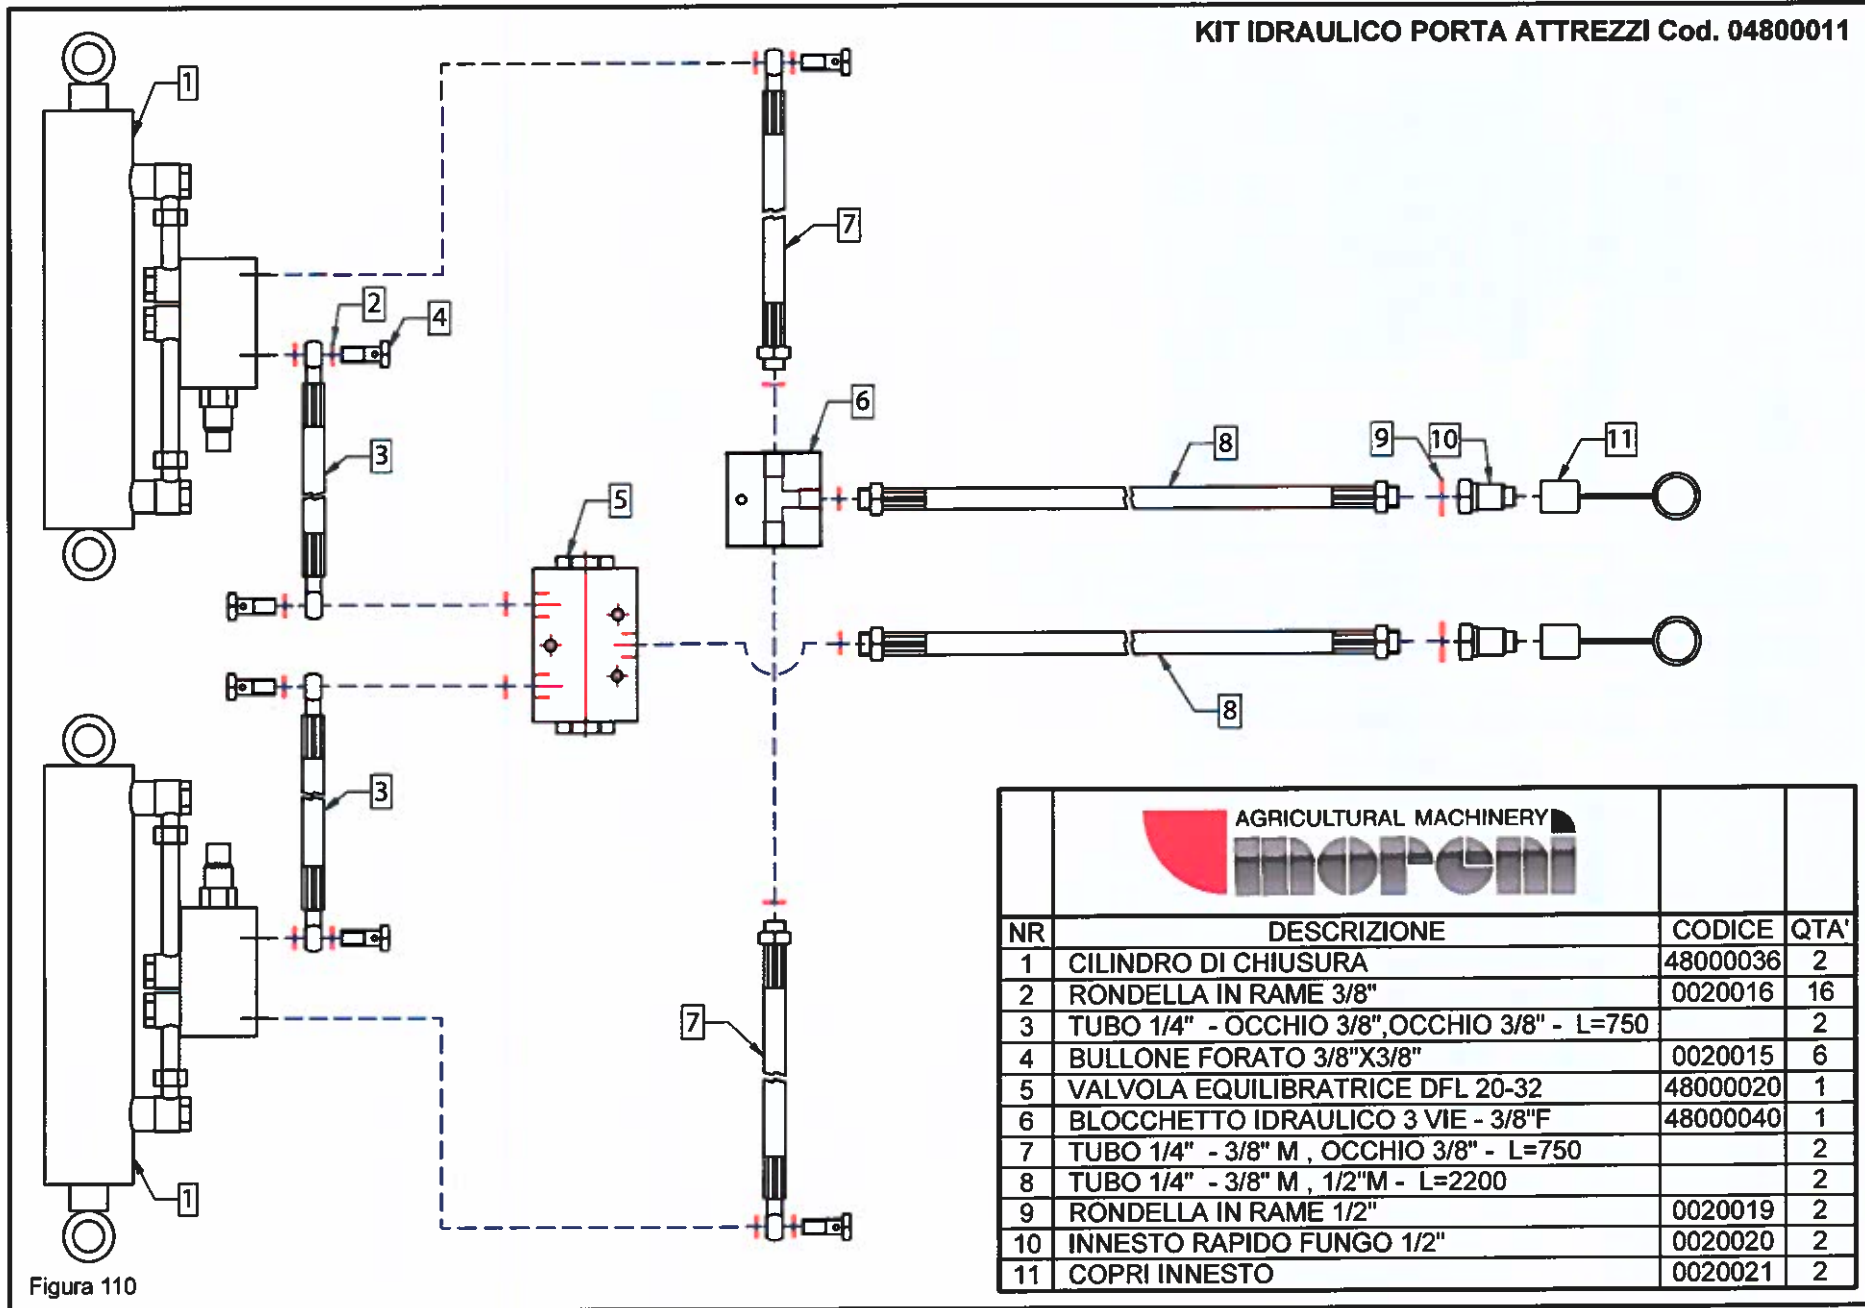 KIT IDRAULICO PORTA ATTREZZI Cod. 04800011
1
2
4
3
7
6
5
8
9
10
11
8
3
7
1
Figura 110
AGRICULTURAL MACHINERY
moreni
NR DESCRIZIONE CODICE QTA'
1 CILINDRO DI CHIUSURA 48000036 2
2 RONDELLA IN RAME 3/8" 0020016 16
3 TUBO 1/4" - OCCHIO 3/8",OCCHIO 3/8" - L=750 2
4 BULLONE FORATO 3/8"X3/8" 0020015 6
5 VALVOLA EQUILIBRATRICE DFL 20-32 48000020 1
6 BLOCCHETTO IDRAULICO 3 VIE - 3/8"F 48000040 1
7 TUBO 1/4" - 3/8" M , OCCHIO 3/8" - L=750 2
8 TUBO 1/4" - 3/8" M , 1/2"M - L=2200 2
9 RONDELLA IN RAME 1/2" 0020019 2
10 INNESTO RAPIDO FUNGO 1/2" 0020020 2
11 COPRI INNESTO 0020021 2